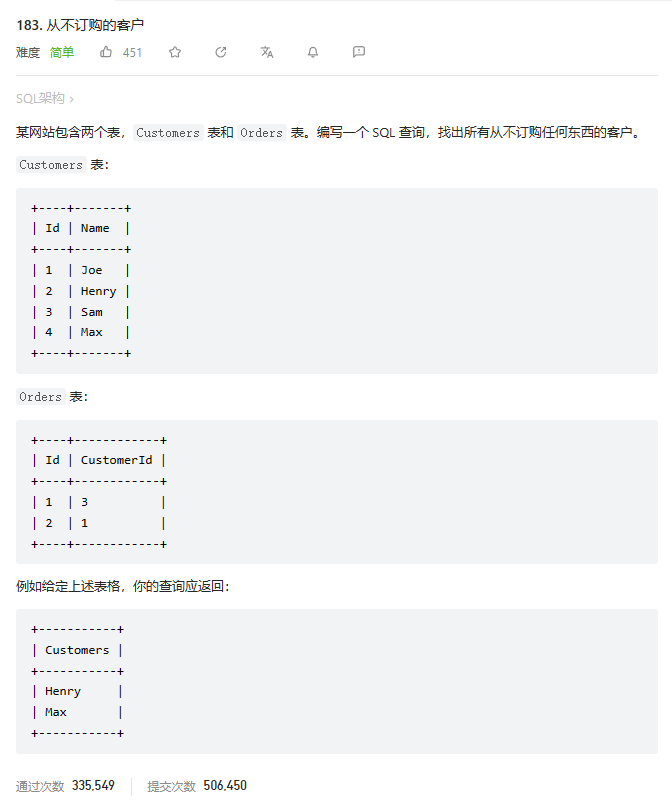 183. 从不订购的客户
难度 简单 451
SQL架构 >
某网站包含两个表，Customers 表和 Orders 表。编写一个 SQL 查询，找出所有从不订购任何东西的客户。
Customers 表：
+----+-------+
| Id | Name  |
+----+-------+
| 1  | Joe   |
| 2  | Henry |
| 3  | Sam   |
| 4  | Max   |
+----+-------+
Orders 表：
+----+------------+
| Id | CustomerId |
+----+------------+
| 1  | 3          |
| 2  | 1          |
+----+------------+
例如给定上述表格，你的查询应返回：
+-----------+
| Customers |
+-----------+
| Henry     |
| Max       |
+-----------+
通过次数 335,549 提交次数 506,450